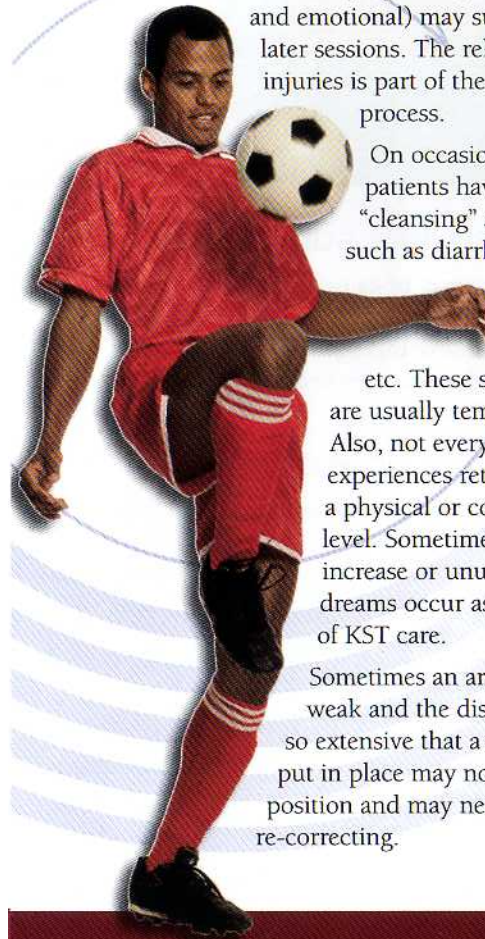 and emotional) may su
later sessions. The rel
injuries is part of the
process.
On occasio
patients hav
"cleansing" s
such as diarrh
etc. These s
are usually tem
Also, not every
experiences ret
a physical or co
level. Sometime
increase or unu
dreams occur as
of KST care.
Sometimes an ar
weak and the dis
so extensive that a
put in place may no
position and may ne
re-correcting.